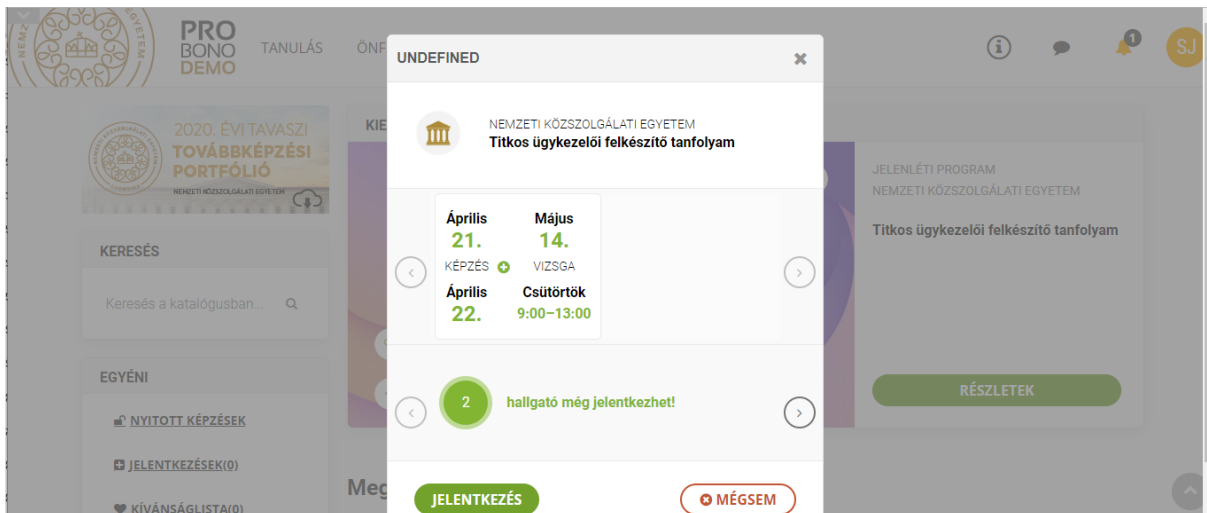 PRO
BONO
DEMO
TANULÁS
ÖNF
1
SJ
2020. ÉVI TAVASZI
TOVÁBBKÉPZÉSI
PORTFÓLIÓ
NEMZETI KÖZSZOLGÁLATI EGYETEM
KERESÉS
Keresés a katalógusban...
EGYÉNI
NYITOTT KÉPZÉSEK
JELENTKEZÉSEK(0)
KÍVÁNSÁGLISTA(0)
KIE
Meg
UNDEFINED
NEMZETI KÖZSZOLGÁLATI EGYETEM
Titkos ügykezelői felkészítő tanfolyam
Április
21.
KÉPZÉS
Április
22.
Május
14.
VIZSGA
Csütörtök
9:00–13:00
2
hallgató még jelentkezhet!
JELENTKEZÉS
MÉGSEM
JELENLÉTI PROGRAM
NEMZETI KÖZSZOLGÁLATI EGYETEM
Titkos ügykezelői felkészítő tanfolyam
RÉSZLETEK